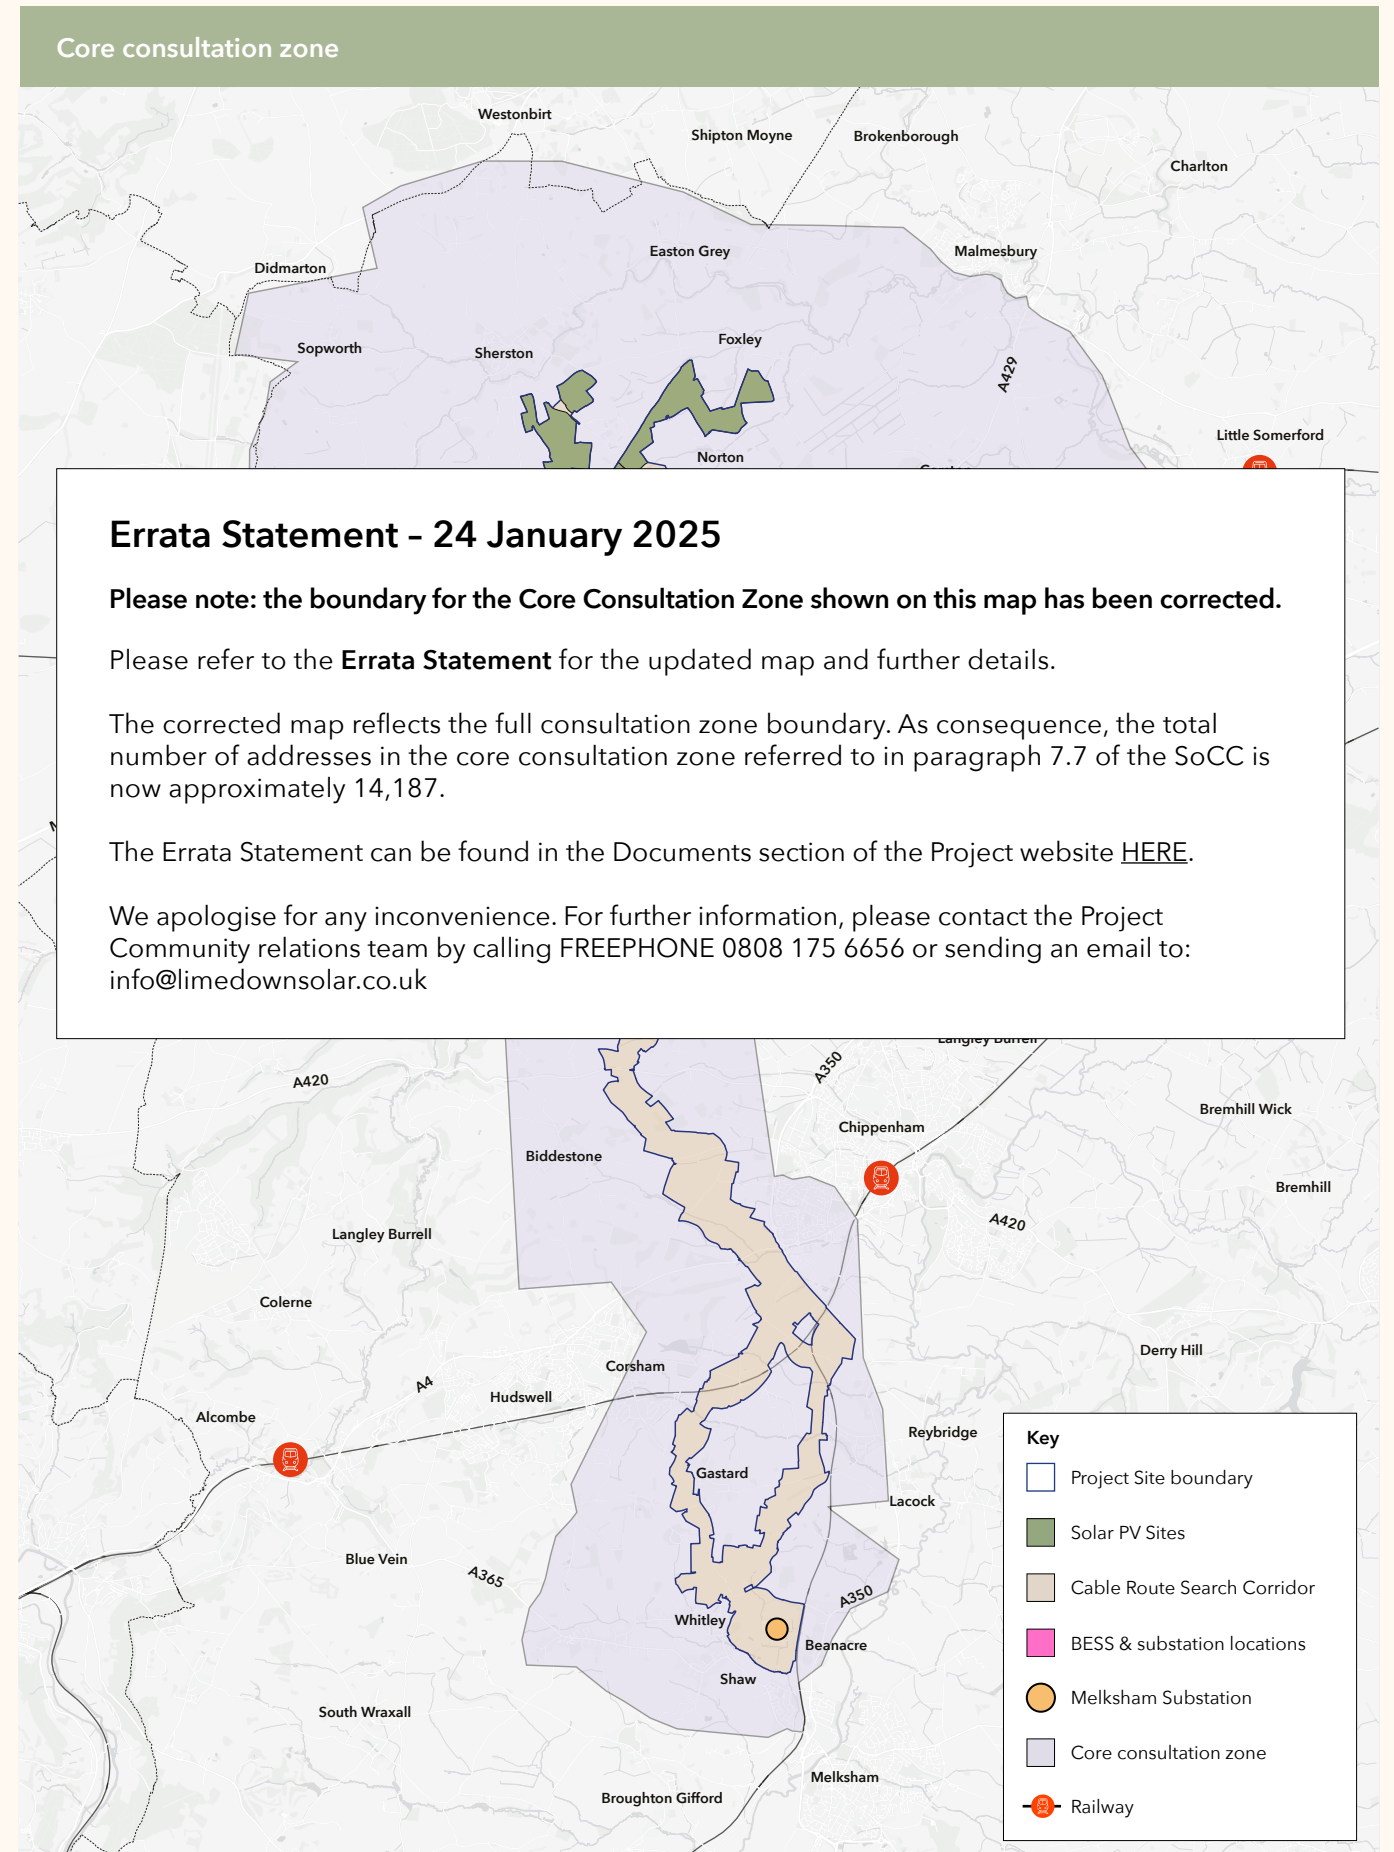 Core consultation zone
Westonbirt
Shipton Moyne
Brokenborough
Charlton
Easton Grey
Malmesbury
Didmarton
Foxley
Sopworth
Sherston
A429
Little Somerford
Norton
Errata Statement – 24 January 2025
Please note: the boundary for the Core Consultation Zone shown on this map has been corrected.
Please refer to the Errata Statement for the updated map and further details.
The corrected map reflects the full consultation zone boundary. As consequence, the total
number of addresses in the core consultation zone referred to in paragraph 7.7 of the SoCC is
now approximately 14,187.
The Errata Statement can be found in the Documents section of the Project website HERE.
We apologise for any inconvenience. For further information, please contact the Project
Community relations team by calling FREEPHONE 0808 175 6656 or sending an email to:
info@limedownsolar.co.uk
Langley Burrell
A350
A420
Bremhill Wick
Chippenham
Biddestone
Bremhill
A420
Langley Burrell
Colerne
Derry Hill
Corsham
A4
Hudswell
Alcombe
Reybridge
Gastard
Lacock
Blue Vein
A365
A350
Whitley
Beanacre
Shaw
South Wraxall
Melksham
Broughton Gifford
Key
Project Site boundary
Solar PV Sites
Cable Route Search Corridor
BESS & substation locations
Melksham Substation
Core consultation zone
Railway